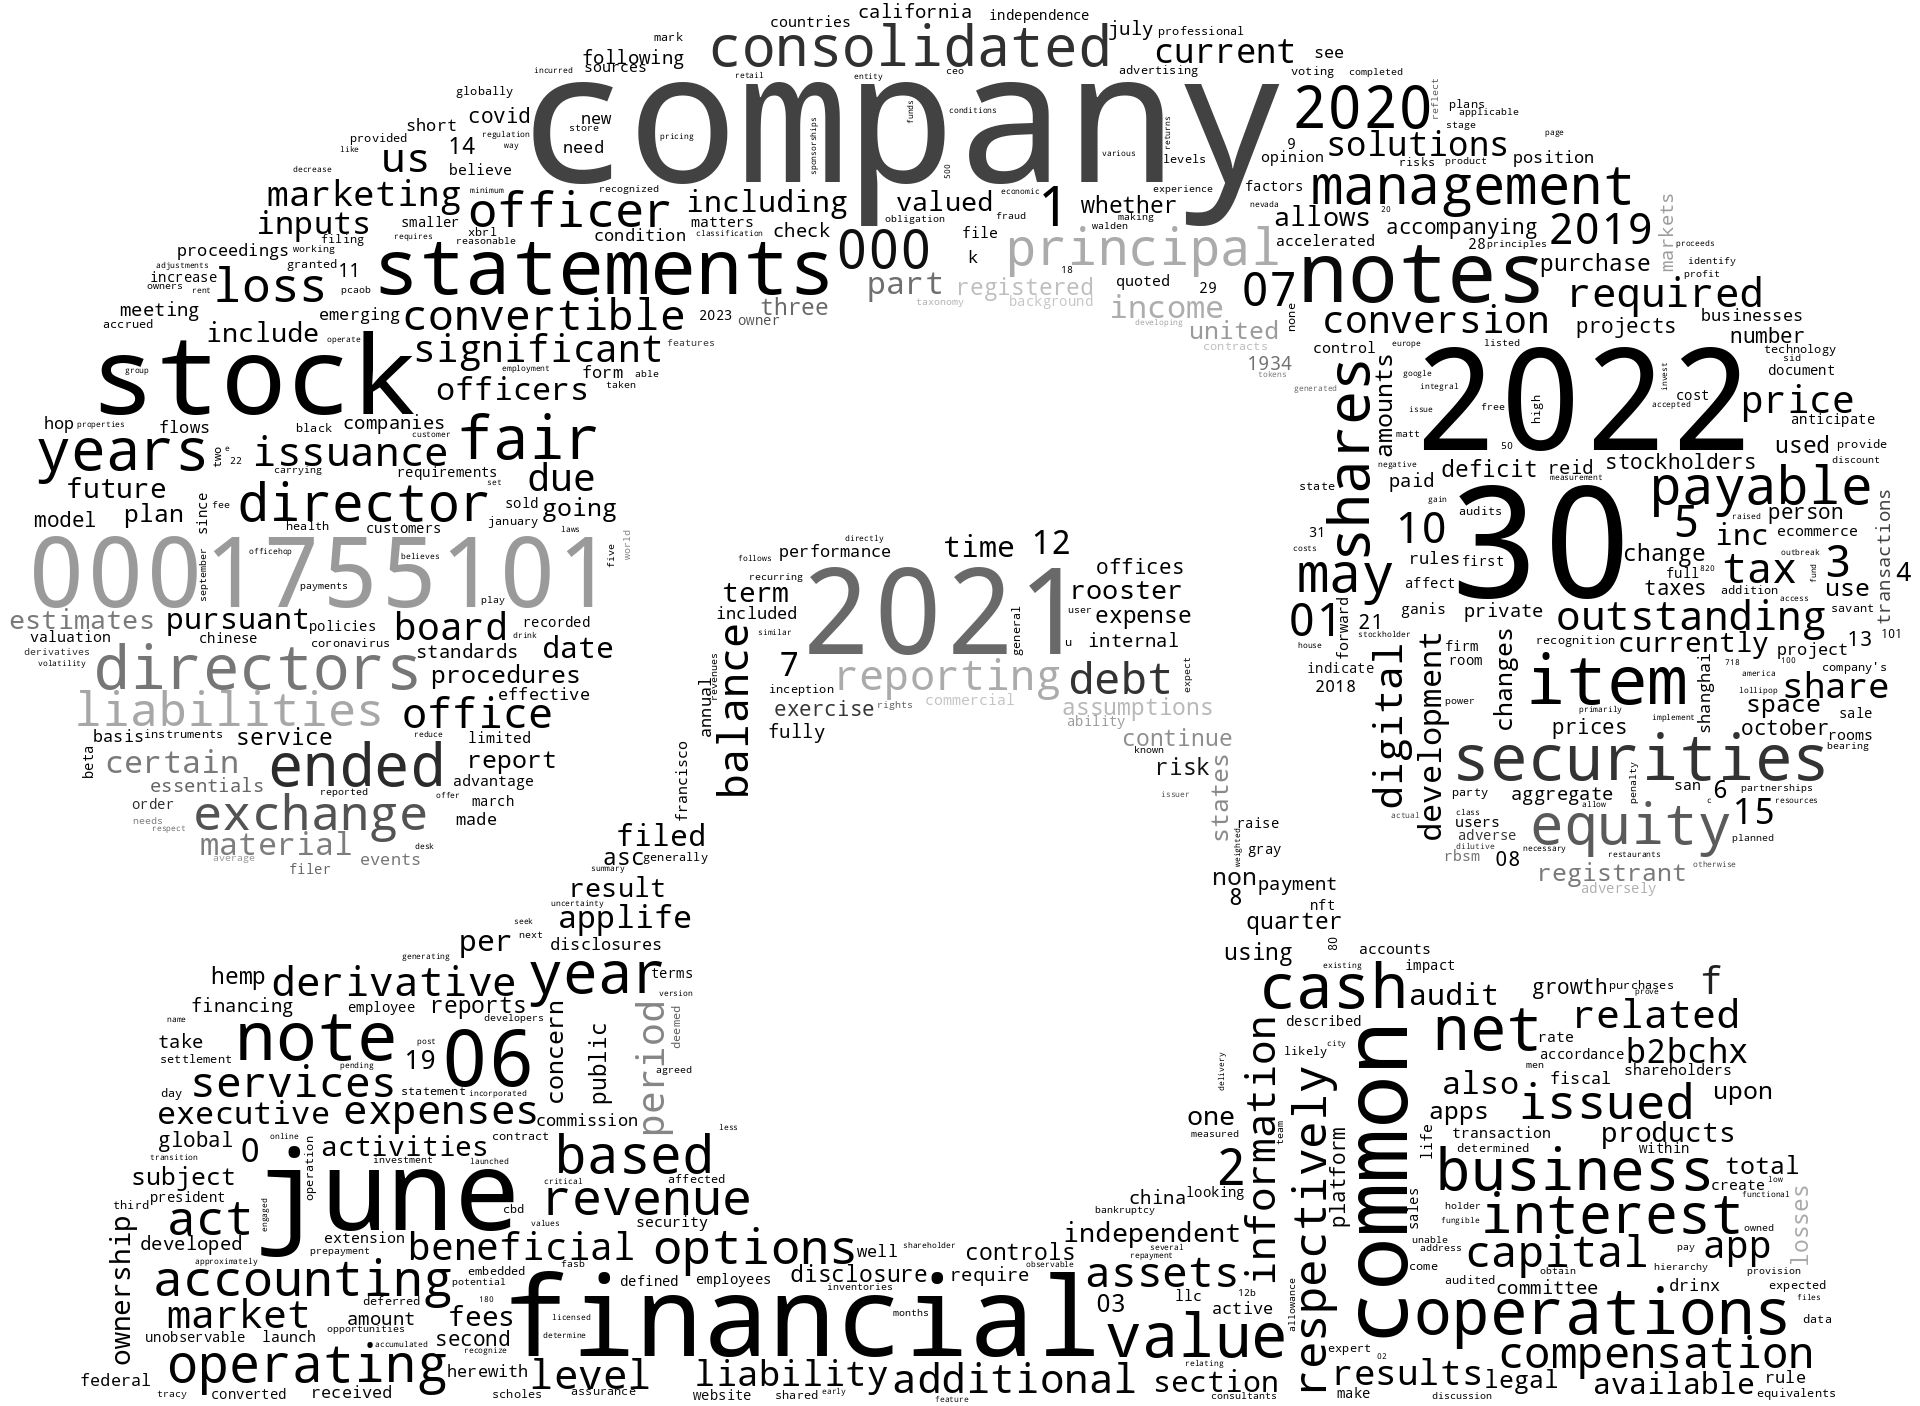 california independence
countries
mark consolidated july professional
following current see
incurred sources retail entity ceo advertising voting completed
globally company 2020 reflect plans
short covid new store pricing sponsorships funds conditions various returns applicable stage page
provided regulation need 9 solutions
like us 14 way 500 levels opinion risks product position
decrease believe
marketing minimum recognized economic experience factors management
inputs smaller officer including valued 1 whether nevada 20 markets
filing xbrl matters obligation fraud making walden allows accompanying 2019
proceedings working requires reasonable condition classification check 000 file principal accelerated 28 principles proceeds
adjustments granted 11 statements k 18 purchase identify profit
increase owners rent loss pcaob part registered quoted 29 07 notes required
meeting emerging convertible three taxonomy background income none
accrued 2023 owner developing united conversion projects businesses
include operate significant features contracts control europe listed number
stock group employment form able 1934 amounts technology sid
officers taken tokens google 2022 invest document
generated shares integral cost price
hop properties flows black companies customer fair issue free high accepted anticipate
years two e 22 issuance matt 50 used provide
carrying requirements set due negative deficit reid stockholders discount
future since director sold state paid measurement payable
model plan fee health customers january going 10 gain audits 30 5 raised person transactions
laws 31 inc ecommerce
0001755101 five world follows performance directly time 12 costs rules first change outbreak
september officehop payments believes play recurring 2021 offices may affect full 820 tax fund 3 4
estimates pursuant policies board recorded term rooster taxes addition use
included user expense 01 21 ganis private access savant
valuation chinese coronavirus standards drink date similar general u internal forward stockholder outstanding 101
derivatives volatility directors procedures 7 revenues house firm recognition currently project 13
liabilities effective inception reporting debt expect indicate room 718 100 company's
office annual balance exercise rights commercial assumptions 2018 digital development power changes item shanghai america lollipop share
basis instruments service reduce limited fully ability primarily implement space sale
beta certain ended report continue prices october rooms
essentials reported advantage francisco known risk securities bearing
order exchange offer march issuer states party aggregate penalty san 6 partnerships
needs respect made actual class users allow c 15 resources
material desk filed raise adverse equity planned
average events asc generally weighted gray dilutive rbsm 08 necessary restaurants
filer summary non payment registrant otherwise
result 8 adversely
uncertainty applife nft
seek quarter
per next disclosures using 80 accounts
generating existing impact
hemp derivative year terms cash growth purchases f
financing employee reports version audit prove
name developers period deemed described net related
take note 19 post 06 concern public rate
settlement pending likely city accordance b2bchx
services agreed delivery men shareholders
day statement incorporated also fiscal upon
executive expenses commission one apps issued
global 0 online activities contract less measured team transaction products
transition operation investment launched based 2 information respectively platform common life determined within
subject june critical affected business total
president china looking create low functional
third act engaged cbd revenue bankruptcy sales holder interest losses
developed values security independent fungible owned
ownership extension beneficial options well shareholder controls several unable capital app
approximately prepayment fasb repayment address pay
accounting embedded potential defined employees disclosure require observable assets come obtain hierarchy provision
deferred 180 inventories llc 12b audited committee drinx expected
market amount fees licensed financial months 03 active allowance operations files
unobservable launch opportunities second determine value data
accumulated recognize relating expert 02 compensation
operating herewith level liability additional section results legal available rule
federal tracy converted received scholes assurance website shared early feature consultants make discussion equivalents